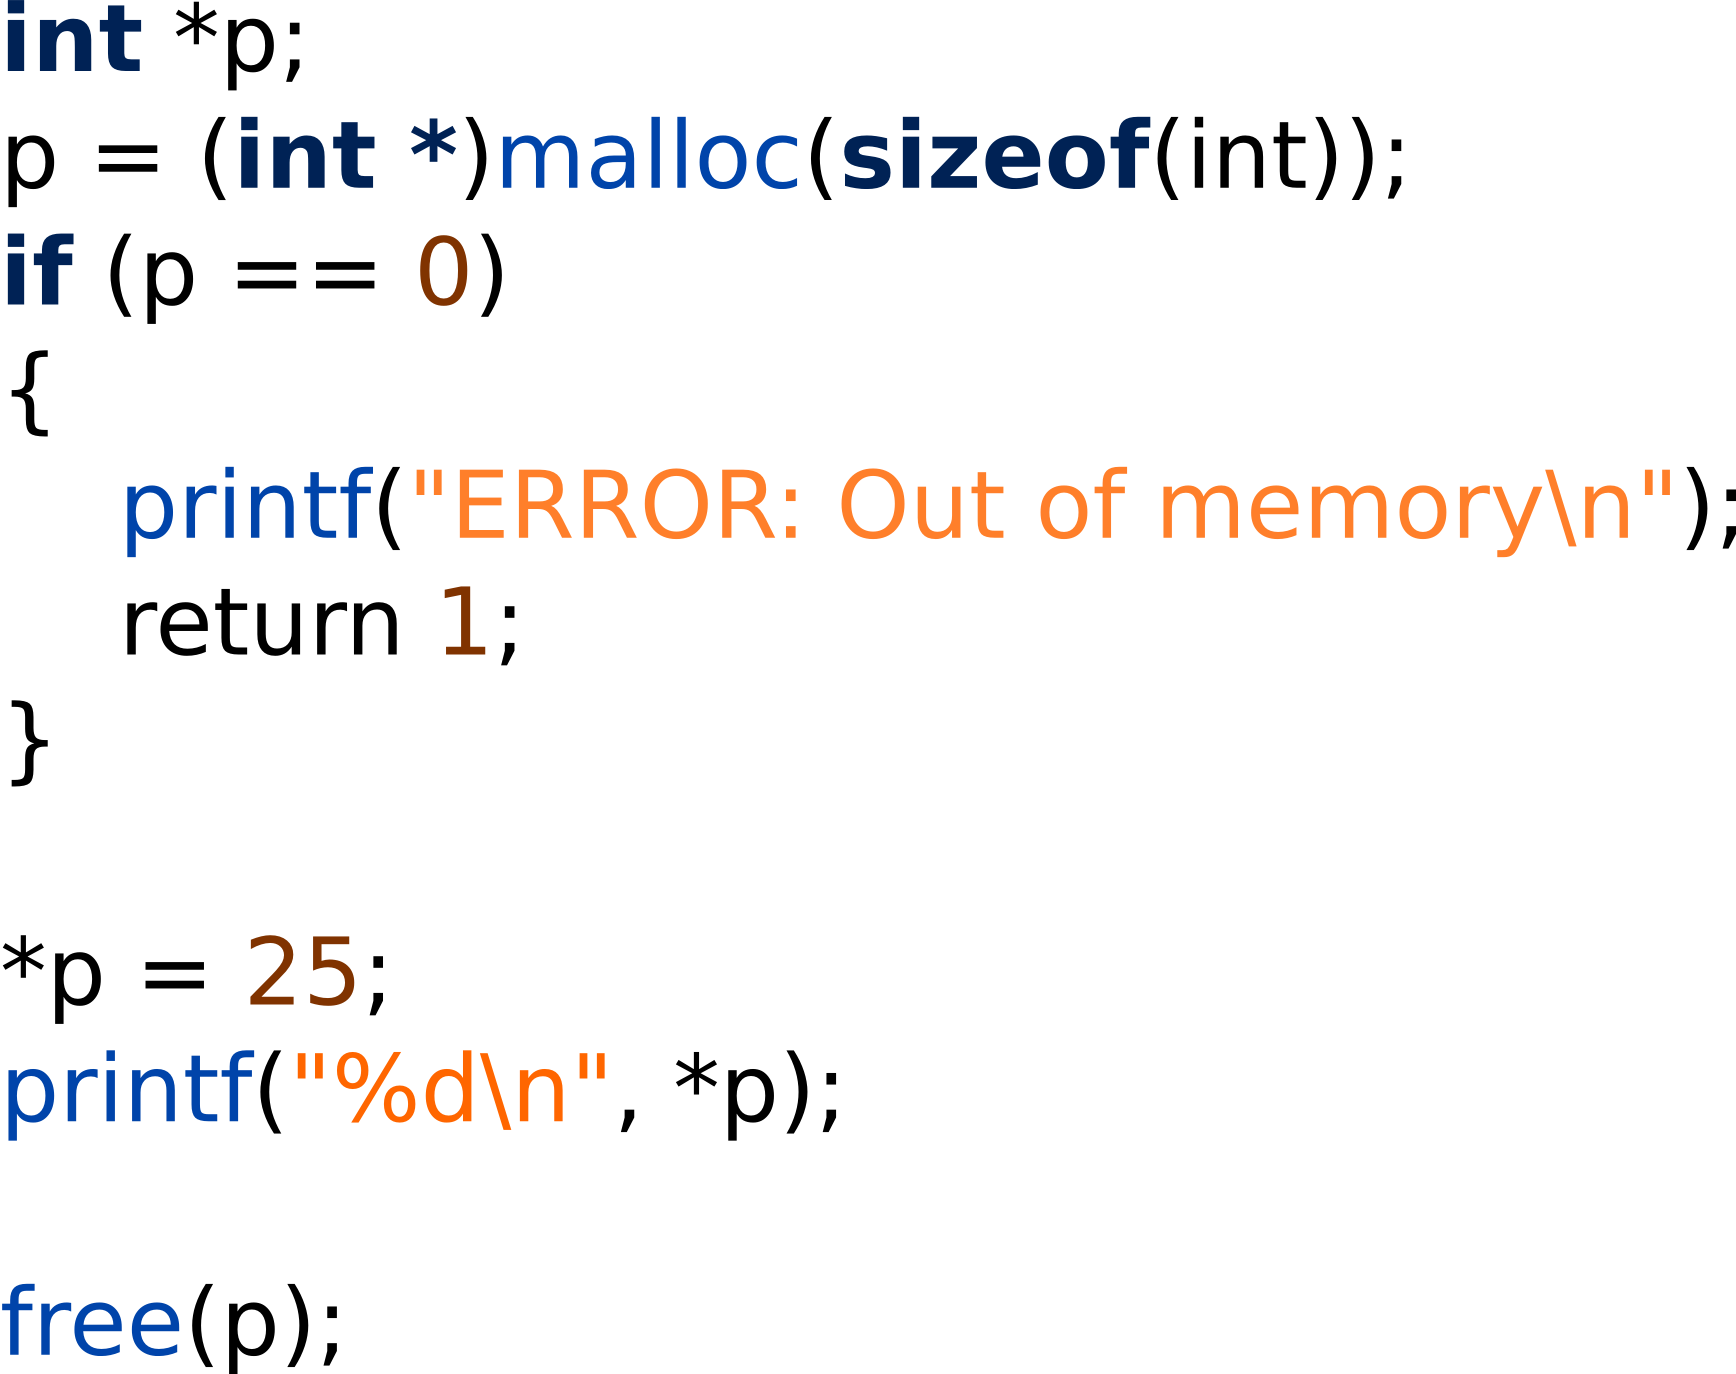 int *p;
p = (int *)malloc(sizeof(int));
if (p == 0)
{
    printf("ERROR: Out of memory\n");
    return 1;
}

*p = 25;
printf("%d\n", *p);

free(p);